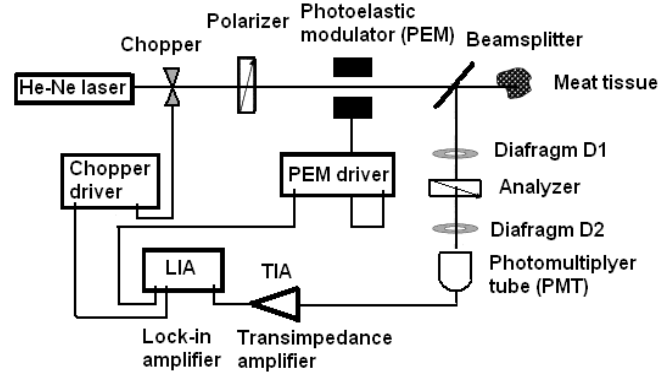 Photoelastic
modulator (PEM)
Polarizer
Chopper
Beamsplitter
He-Ne laser
Meat tissue
Chopper
driver
PEM driver
Diafragm D1
Analyzer
Diafragm D2
LIA
TIA
Photomultiplyer
tube (PMT)
Lock-in
amplifier
Transimpedance
amplifier